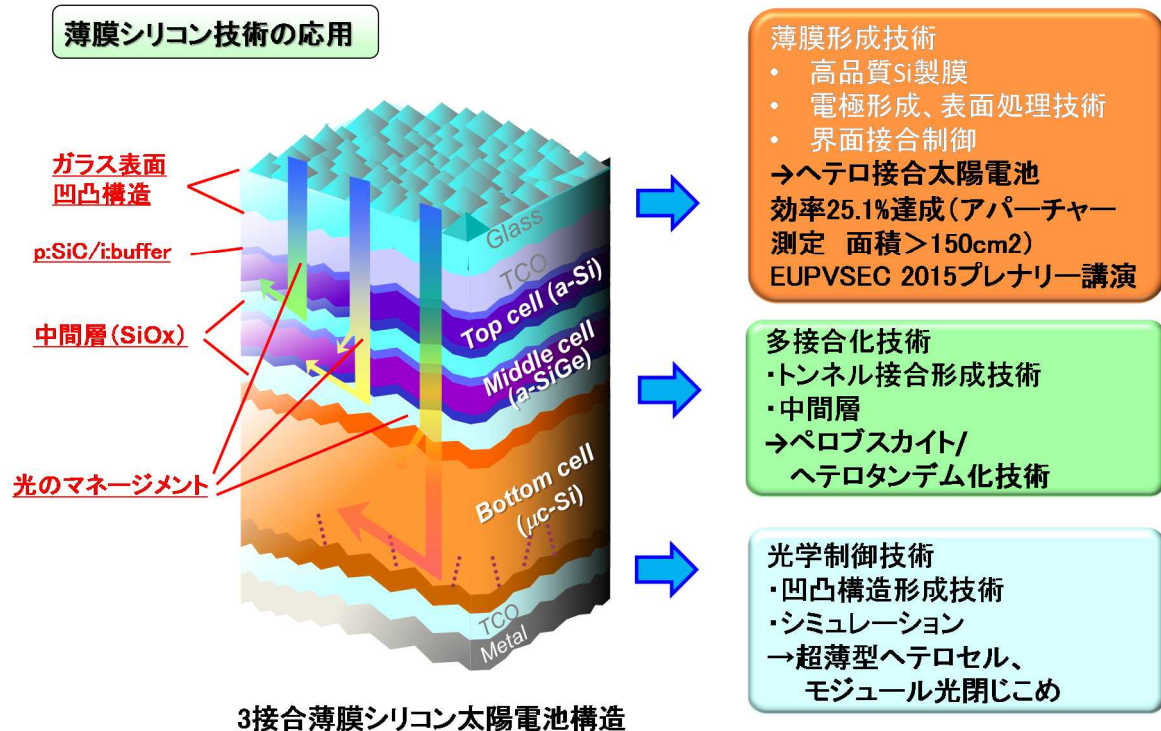 薄膜シリコン技術の応用
ガラス表面
凹凸構造
p:SiC/i:buffer
中間層(SiOx)
光のマネージメント
Glass
TCO
Top cell (a-Si)
Middle cell
(a-SiGe)
Bottom cell
(μc-Si)
TCO
Metal
3接合薄膜シリコン太陽電池構造
薄膜形成技術
• 高品質Si製膜
• 電極形成、表面処理技術
• 界面接合制御
→ヘテロ接合太陽電池
効率25.1%達成(アパーチャー
測定 面積>150cm2)
EUPVSEC 2015プレナリー講演
多接合化技術
・トンネル接合形成技術
・中間層
→ペロブスカイト/
ヘテロタンデム化技術
光学制御技術
・凹凸構造形成技術
・シミュレーション
→超薄型ヘテロセル、
モジュール光閉じこめ